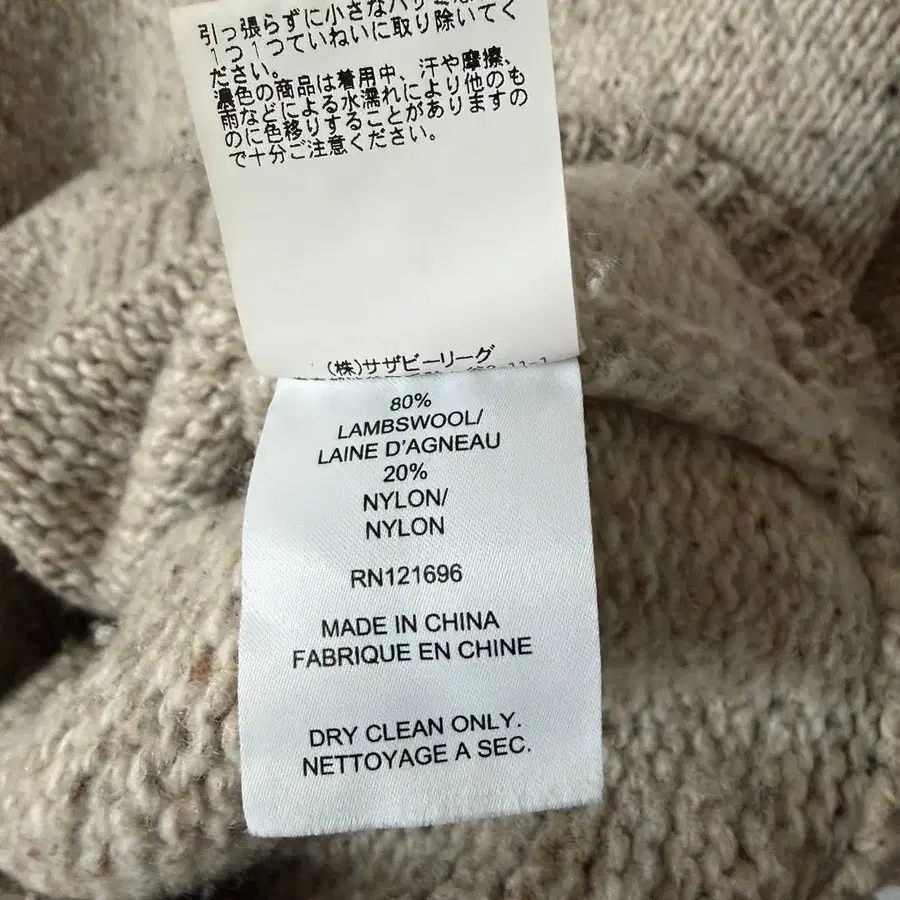 引っ張らずに小さなハサミ
1つ1つていねいに取り除いてく
ださい。
濃色の商品は着用中、汗や摩擦、
雨などによる水濡れにより他のも
のに色移りすることがありますの
で十分ご注意ください。
(株)サザビーリーグ
80%
LAMBSWOOL/
LAINE D'AGNEAU
20%
NYLON/
NYLON
RN121696
MADE IN CHINA
FABRIQUE EN CHINE
DRY CLEAN ONLY.
NETTOYAGE A SEC.